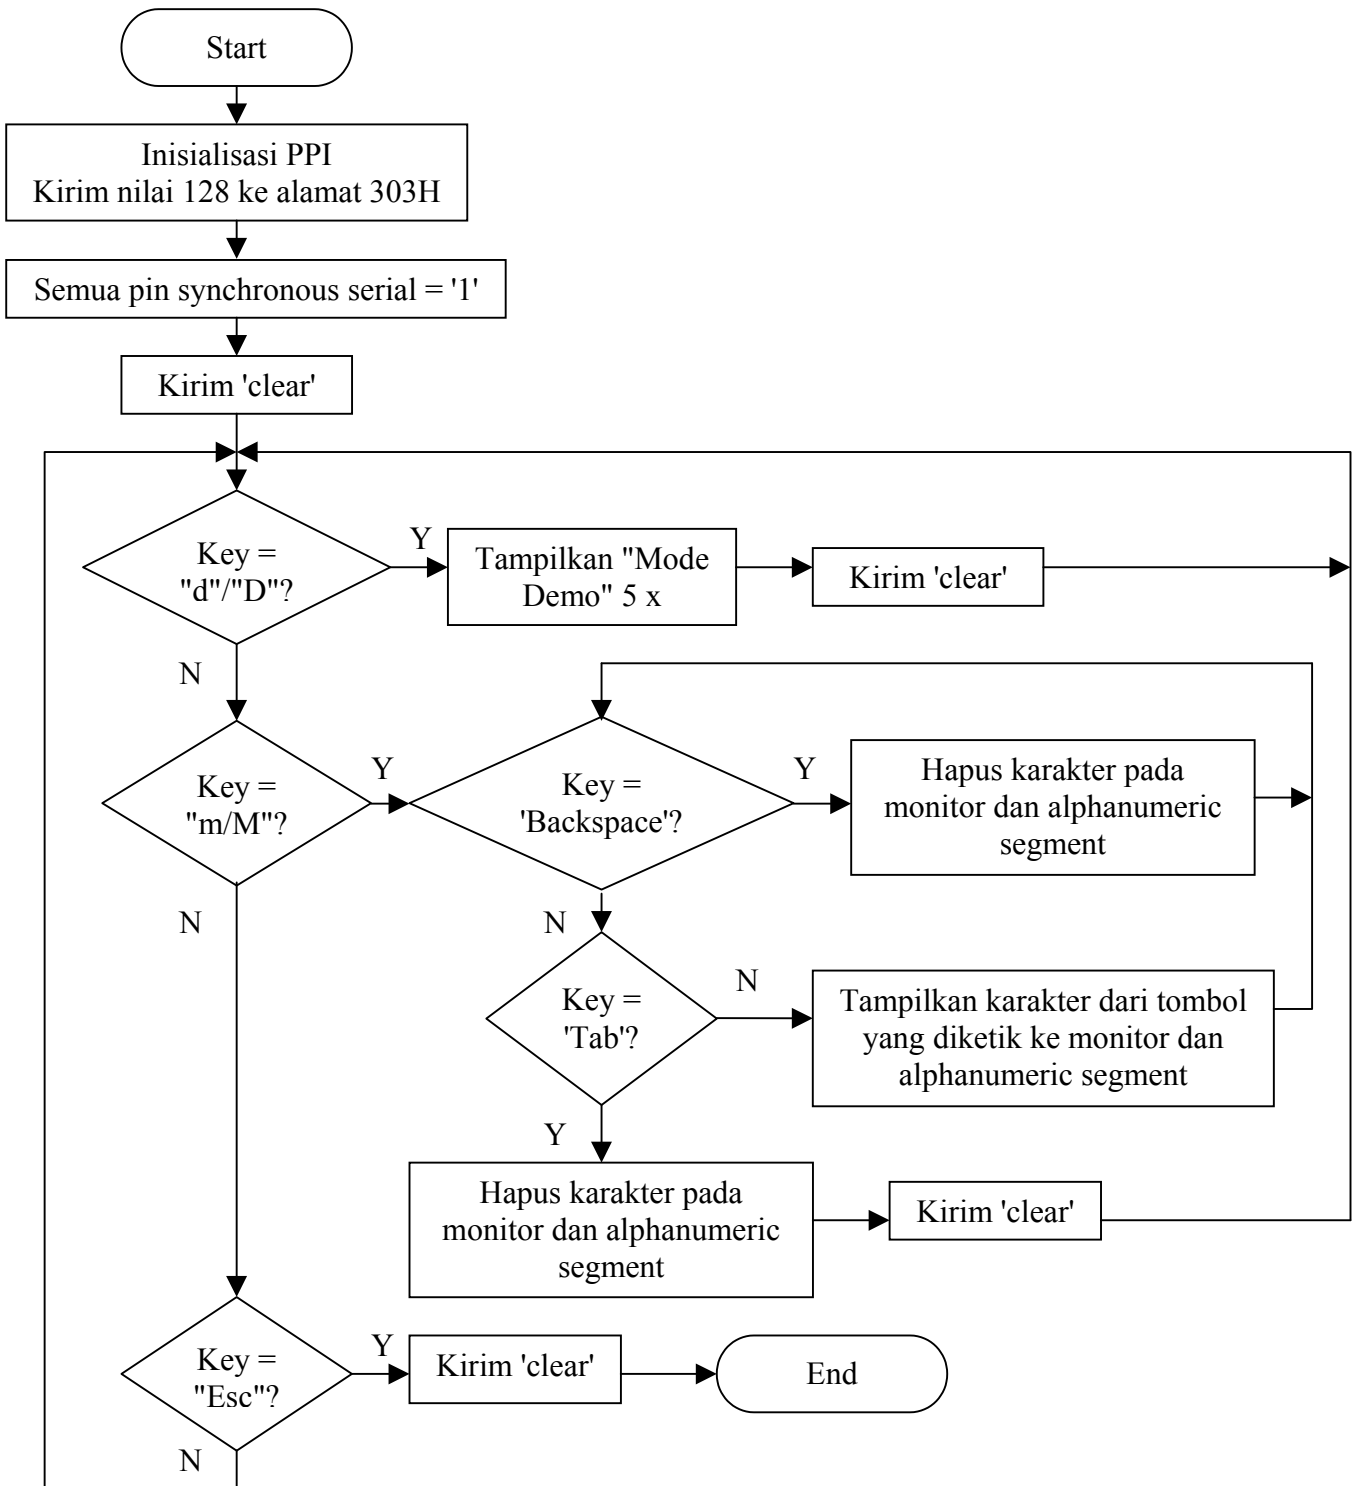 Start
Inisialisasi PPI
Kirim nilai 128 ke alamat 303H
Semua pin synchronous serial = '1'
Kirim 'clear'
Key =
"d"/"D"?
Y
Tampilkan "Mode
Demo" 5 x
Kirim 'clear'
N
Key =
"m/M"?
Y
Key =
'Backspace'?
Y
Hapus karakter pada
monitor dan alphanumeric
segment
N
N
Key =
'Tab'?
N
Tampilkan karakter dari tombol
yang diketik ke monitor dan
alphanumeric segment
Y
Hapus karakter pada
monitor dan alphanumeric
segment
Kirim 'clear'
Key =
"Esc"?
Y
Kirim 'clear'
End
N